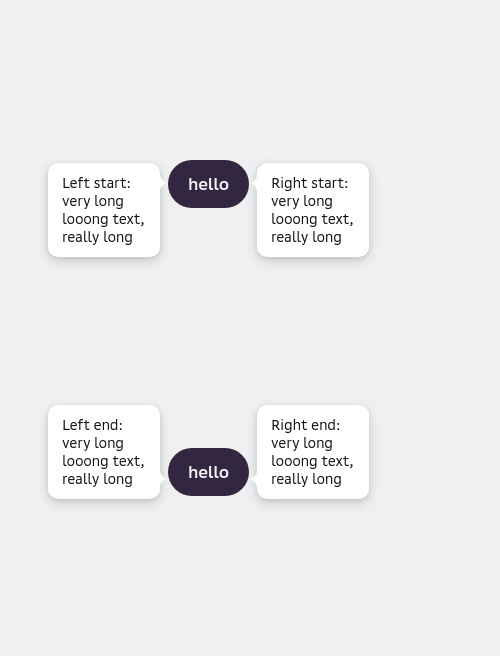 Left start:
very long
looong text,
really long
hello
Right start:
very long
looong text,
really long
Left end:
very long
looong text,
really long
hello
Right end:
very long
looong text,
really long